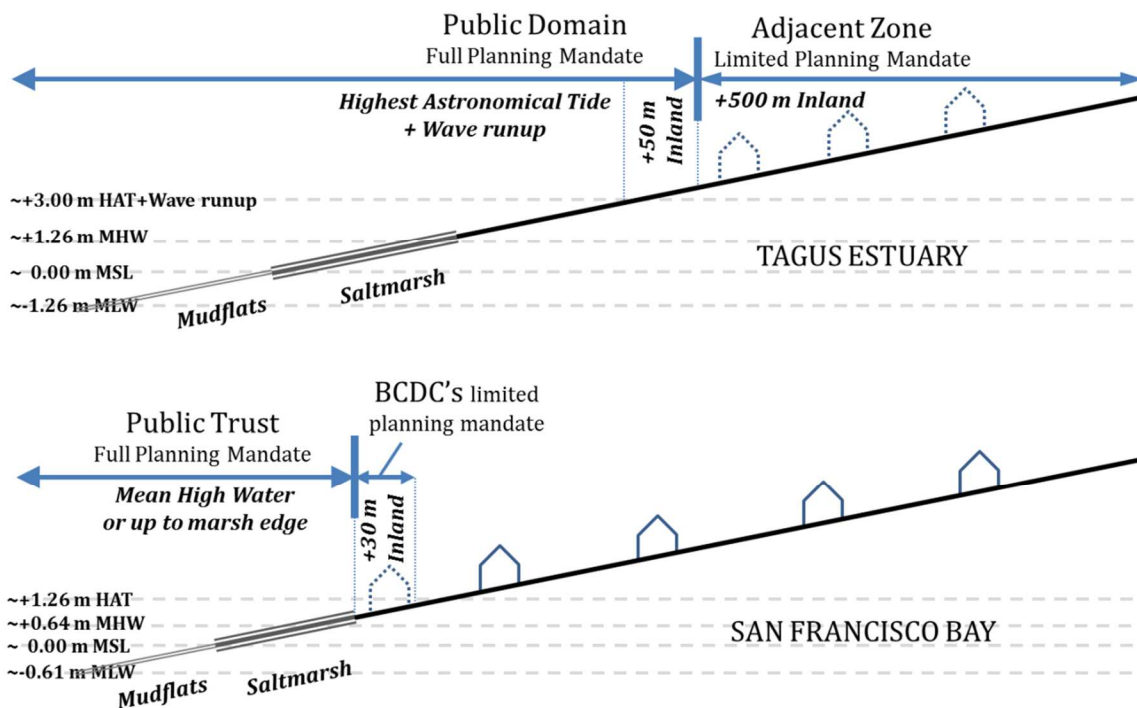 Public Domain
Full Planning Mandate
Adjacent Zone
Limited Planning Mandate
Highest Astronomical Tide
+ Wave runup
+50 m
Inland
+500 m Inland
~+3.00 m HAT+Wave runup
~+1.26 m MHW
~ 0.00 m MSL
~-1.26 m MLW
Mudflats
Saltmarsh
TAGUS ESTUARY
Public Trust
Full Planning Mandate
BCDC's limited
planning mandate
Mean High Water
or up to marsh edge
+30 m
Inland
~+1.26 m HAT
~+0.64 m MHW
~ 0.00 m MSL
~-0.61 m MLW
Mudflats
Saltmarsh
SAN FRANCISCO BAY